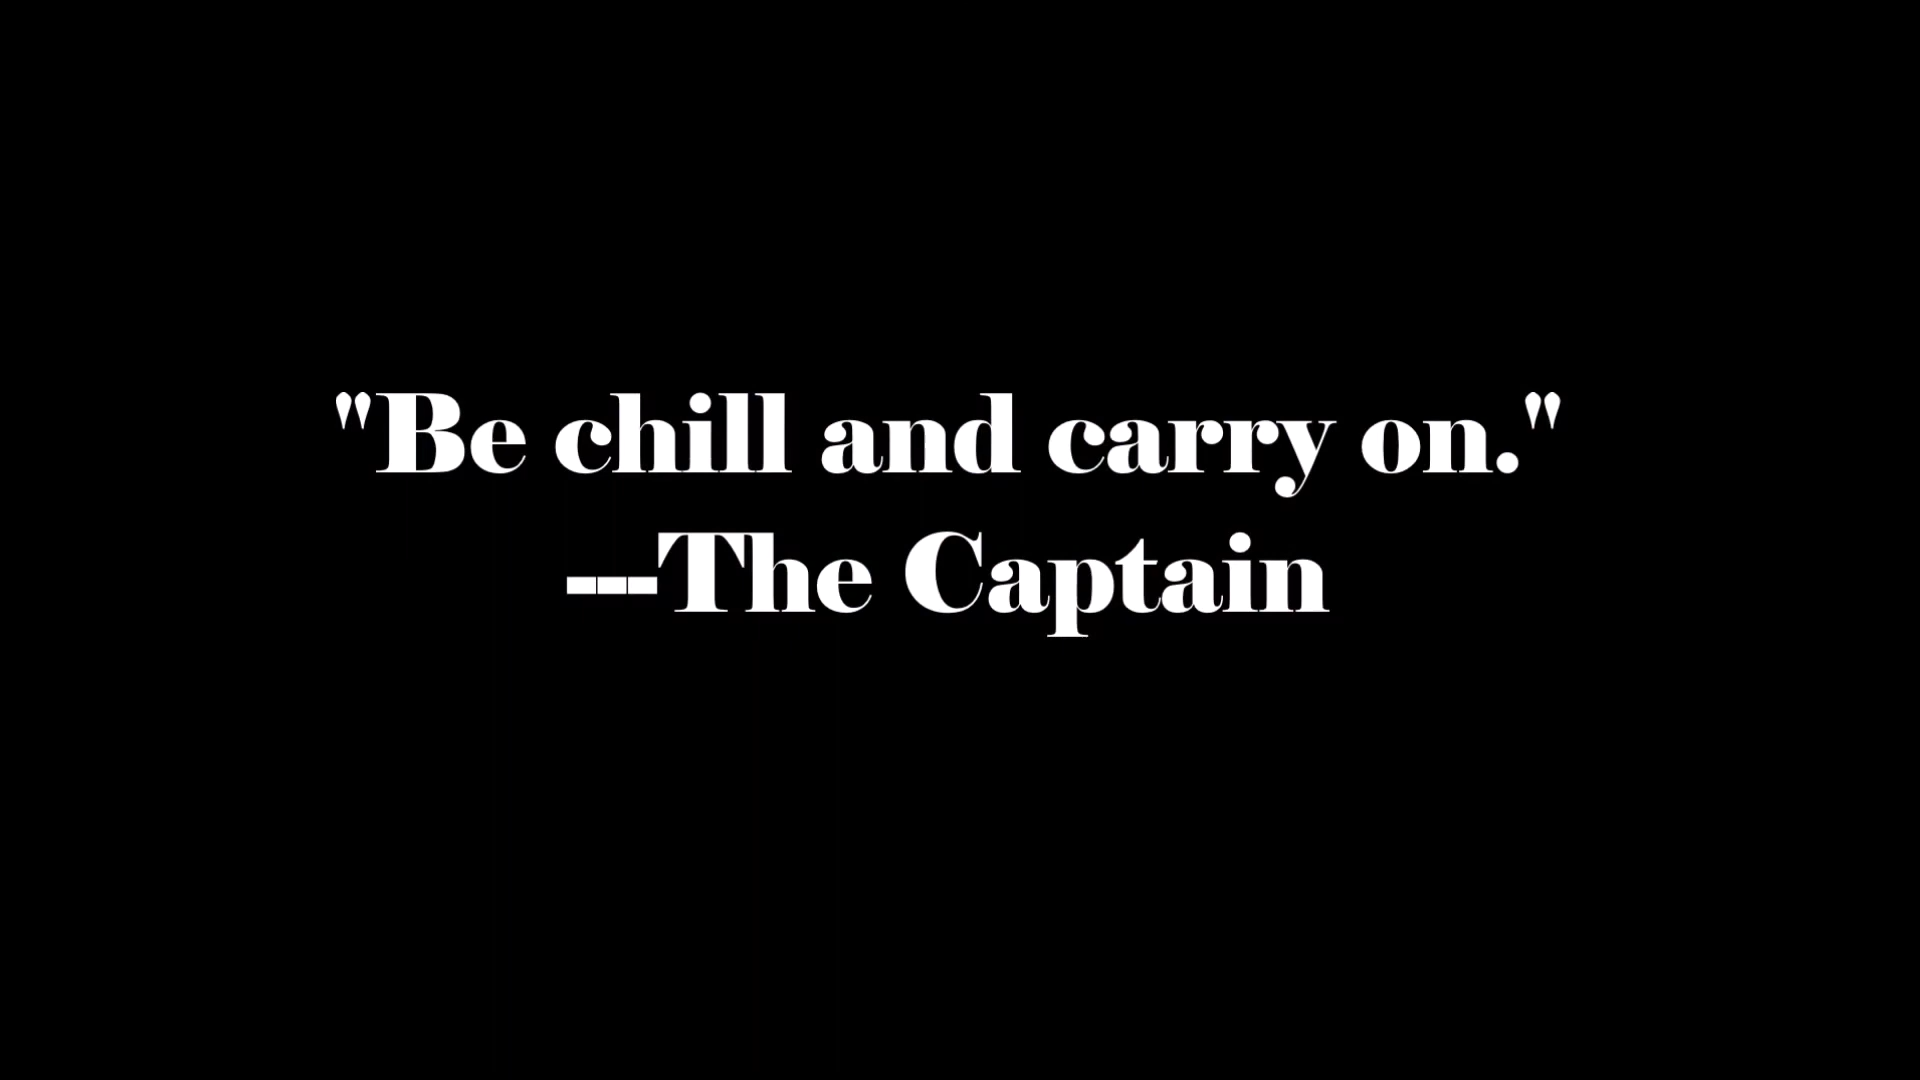 "Be chill and carry on."
---The Captain